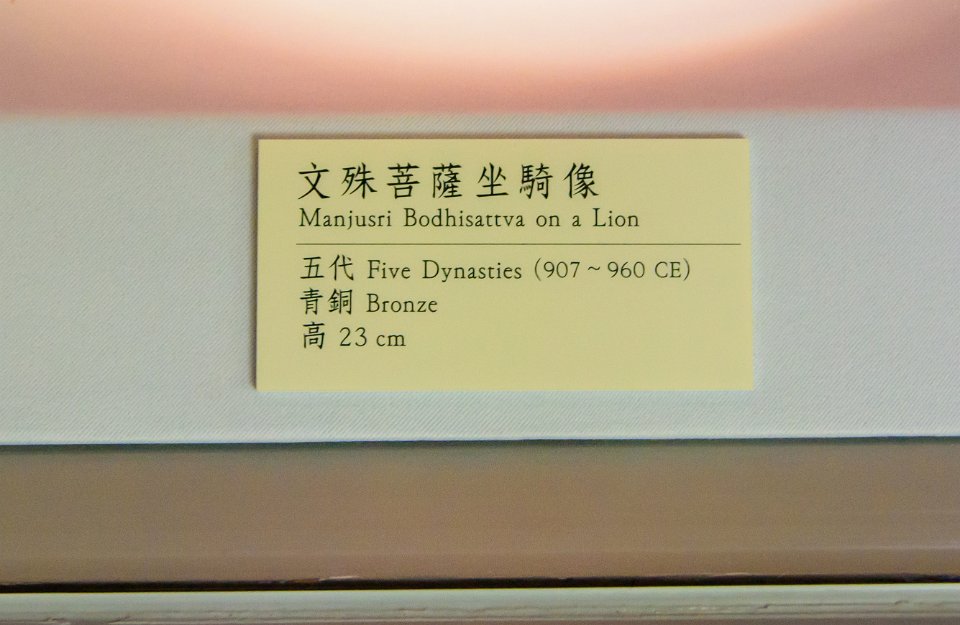 文殊菩薩坐騎像
Manjusri Bodhisattva on a Lion
五代 Five Dynasties (907~960 CE)
青銅 Bronze
高 23 cm